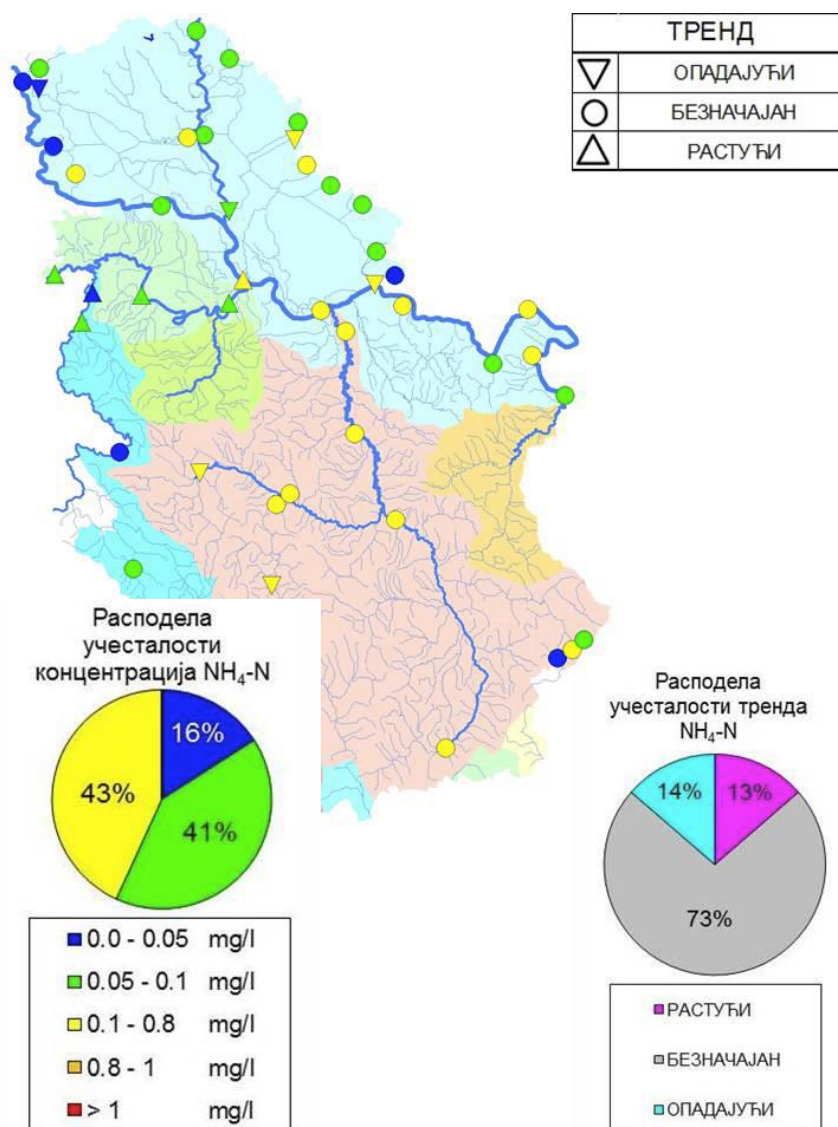 ТРЕНД
ОПАДАЈУЋИ
БЕЗНАЧАЈАН
РАСТУЋИ
Расподела
учесталости
концентрација NH₄-N
16%
43%
41%
0.0 - 0.05 mg/l
0.05 - 0.1 mg/l
0.1 - 0.8 mg/l
0.8 - 1 mg/l
> 1 mg/l
Расподела
учесталости тренда
NH₄-N
14%
13%
73%
РАСТУЋИ
БЕЗНАЧАЈАН
ОПАДАЈУЋИ